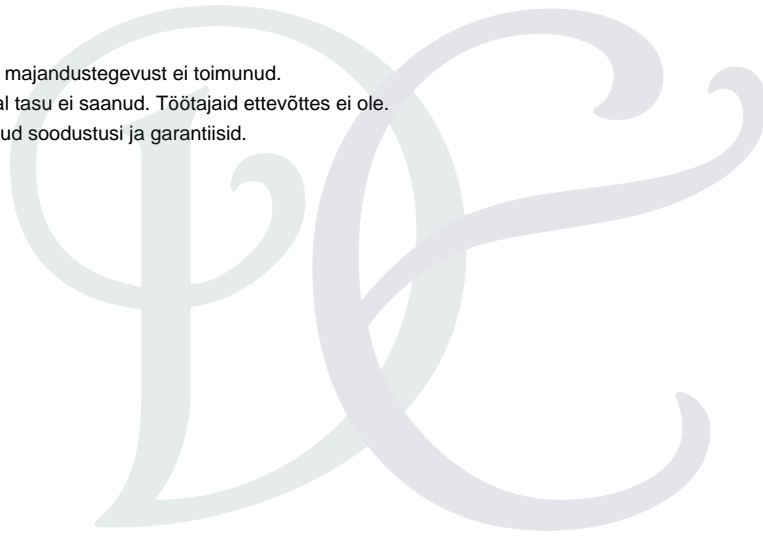 majandustegevust ei toimunud.
al tasu ei saanud. Töötajaid ettevõttes ei ole.
ud soodustusi ja garantiisid.